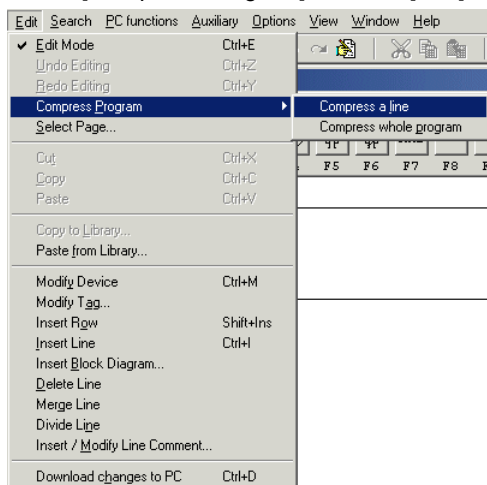 Edit Search PC functions Auxiliary Options View Window Help
✔ Edit Mode Ctrl+E
Undo Editing Ctrl+Z
Redo Editing Ctrl+Y
Compress Program
Compress a line
Select Page...
Compress whole program
Cut Ctrl+X
Copy Ctrl+C
Paste Ctrl+V
F5 F6 F7 F8
Copy to Library...
Paste from Library...
Modify Device Ctrl+M
Modify Tag...
Insert Row Shift+Ins
Insert Line Ctrl+I
Insert Block Diagram...
Delete Line
Merge Line
Divide Line
Insert / Modify Line Comment...
Download changes to PC Ctrl+D